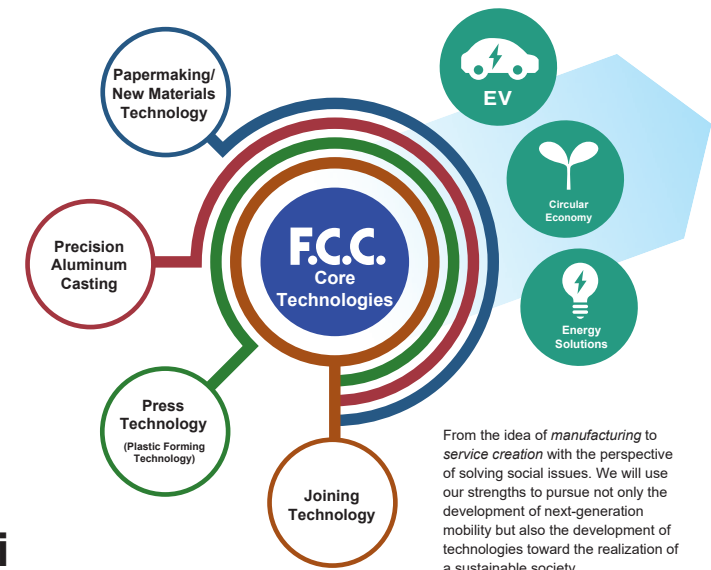 Papermaking/
New Materials
Technology
EV
Circular
Economy
Precision
Aluminum
Casting
F.C.C.
Core
Technologies
Energy
Solutions
Press
Technology
(Plastic Forming
Technology)
Joining
Technology
From the idea of manufacturing to
service creation with the perspective
of solving social issues. We will use
our strengths to pursue not only the
development of next-generation
mobility but also the development of
technologies toward the realization of
a sustainable society
i